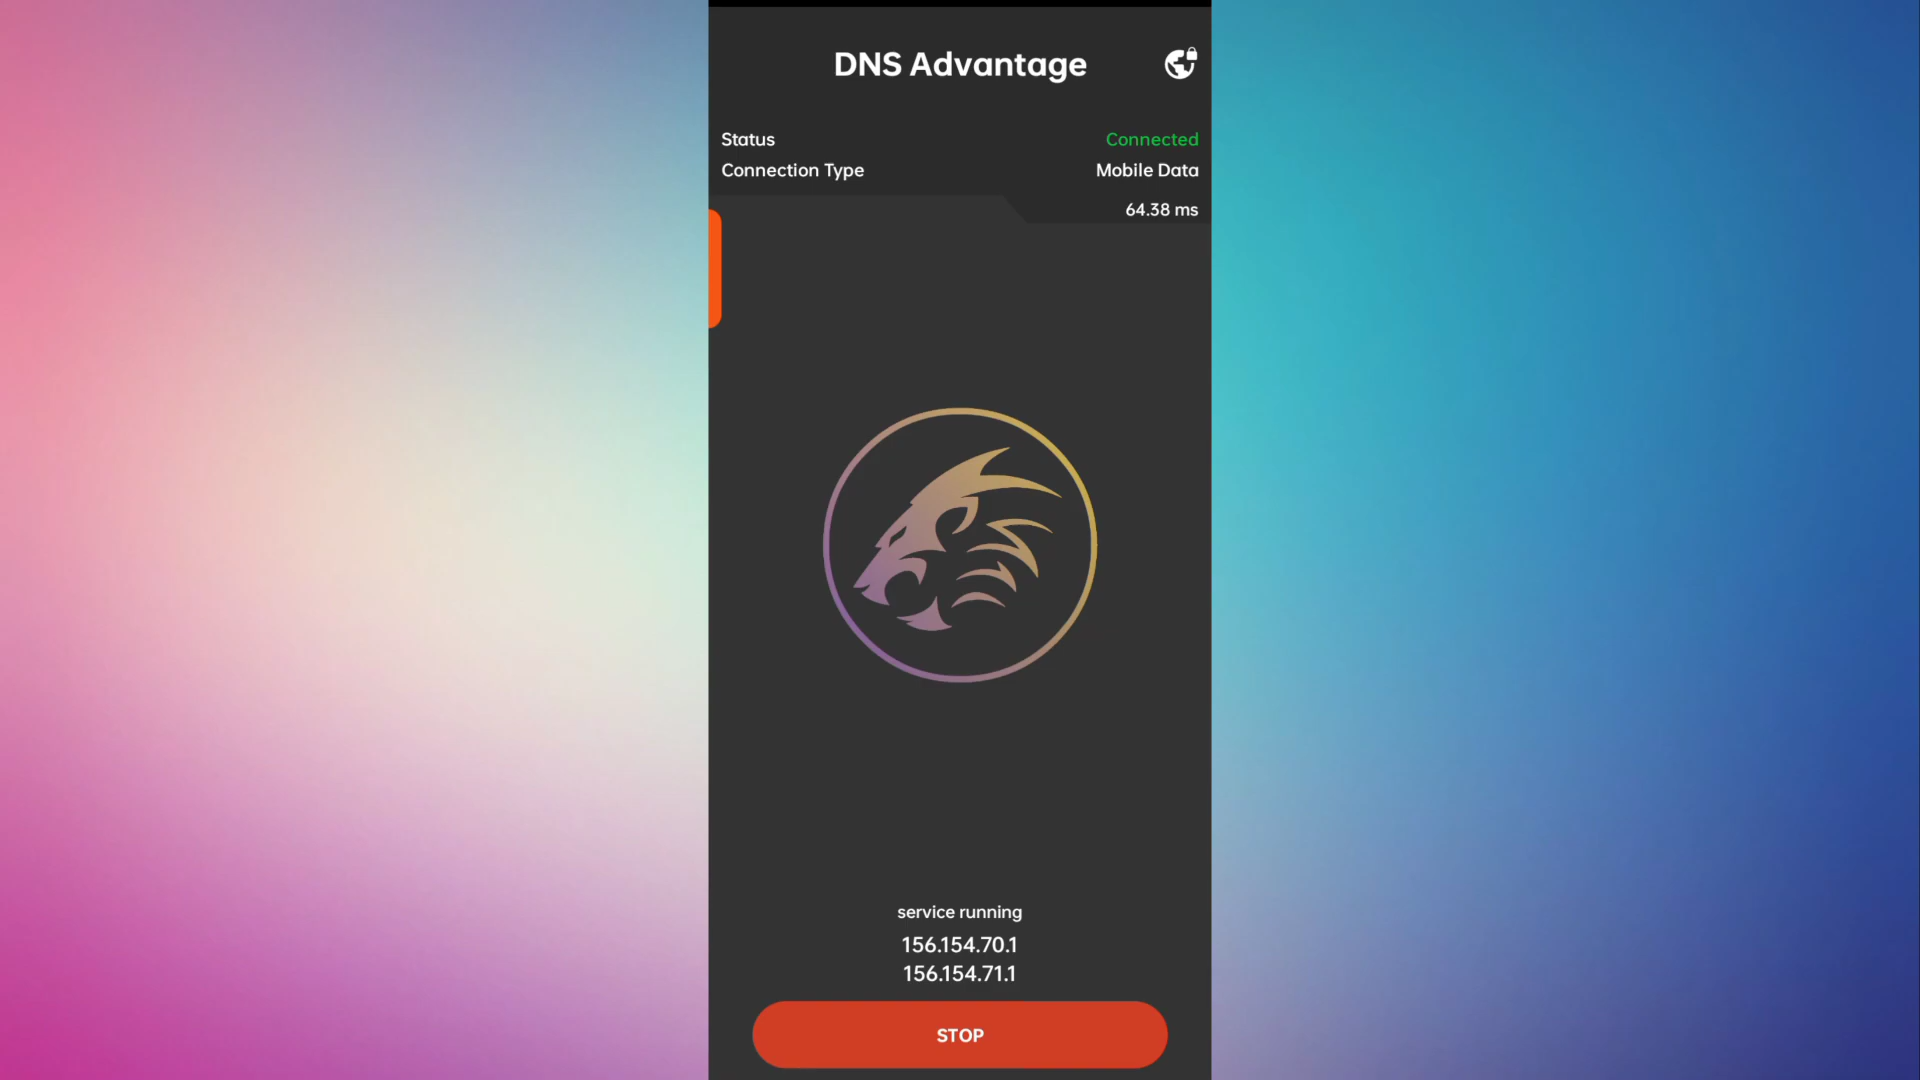 DNS Advantage
Status Connected
Connection Type Mobile Data
64.38 ms
service running
156.154.70.1
156.154.71.1
STOP